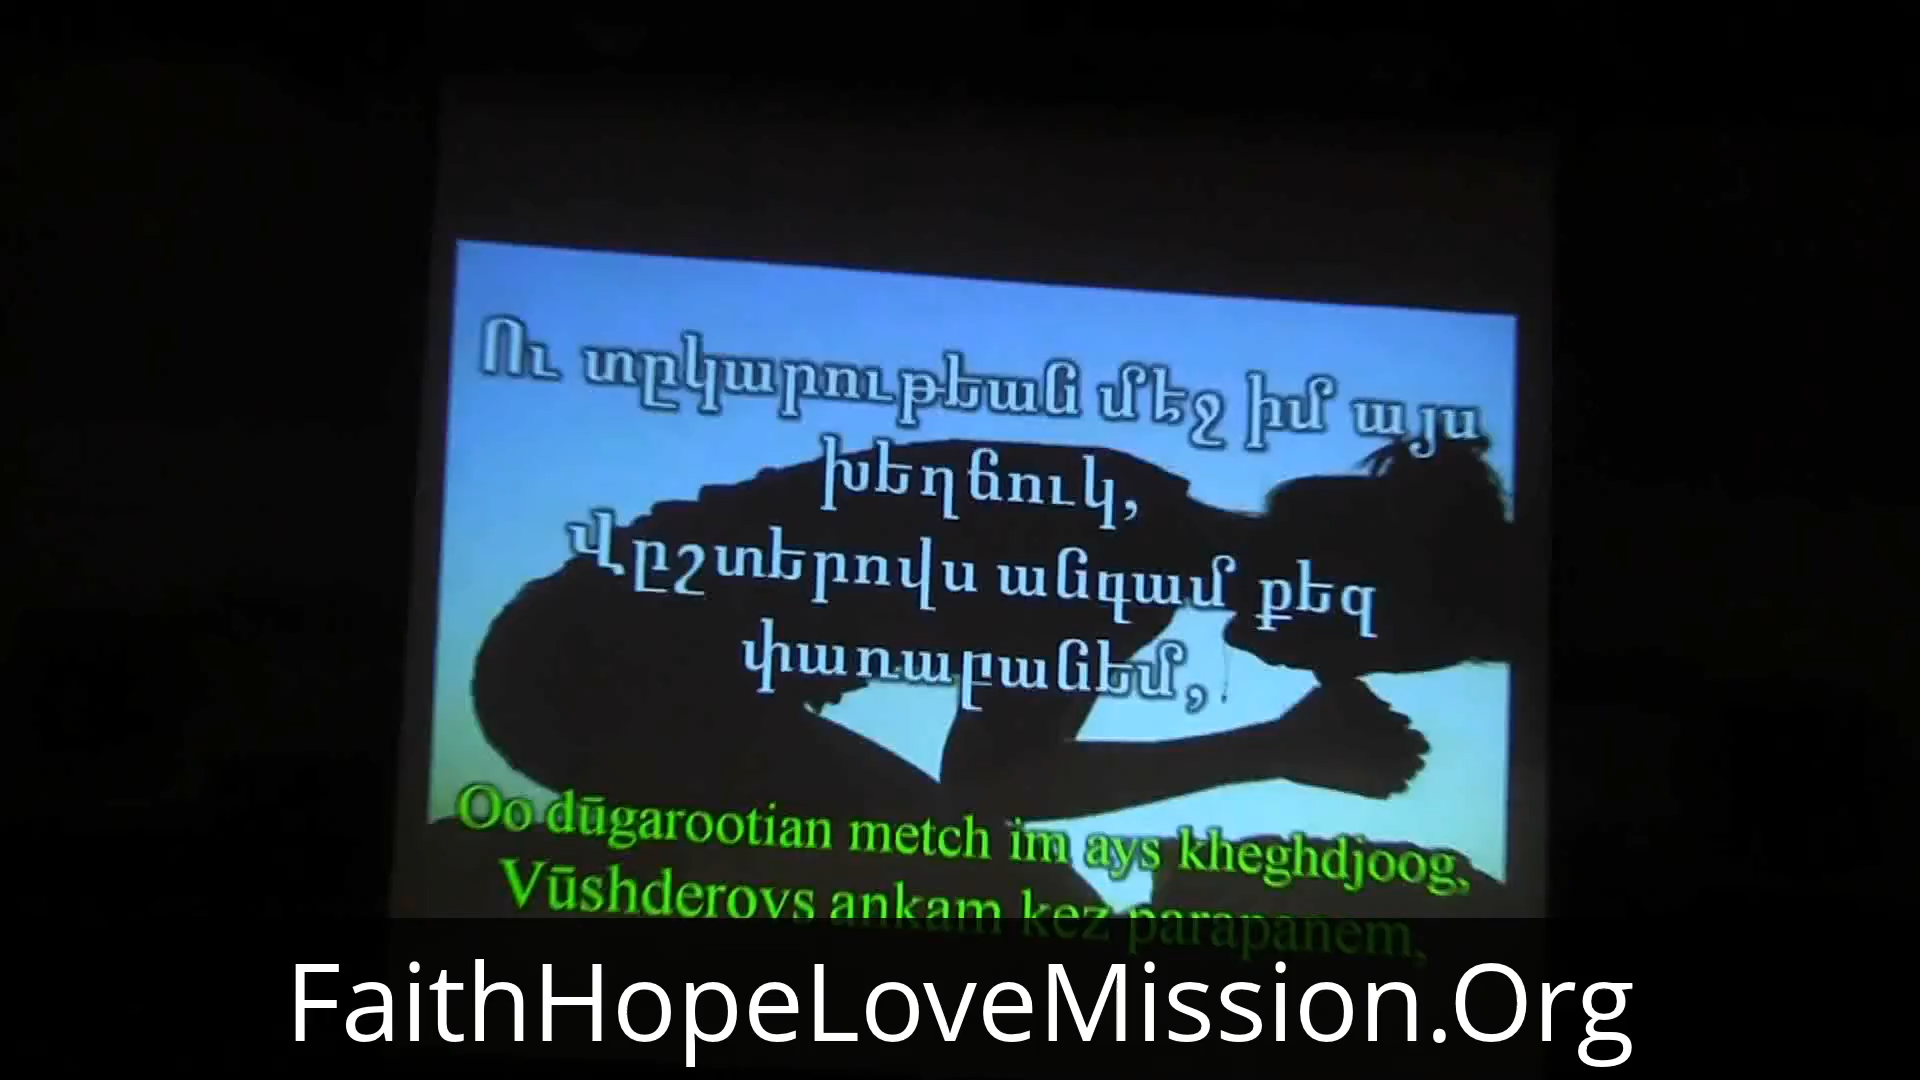 Ու տըկարութեան մէջ իմ այս
խեղճուկ,
Վըշտերովս անգամ քեզ
փառաբանեմ,
Oo dūgarootian metch im ays kheghdjoog,
Vūshderovs ankam kez parapanem,
FaithHopeLoveMission.Org